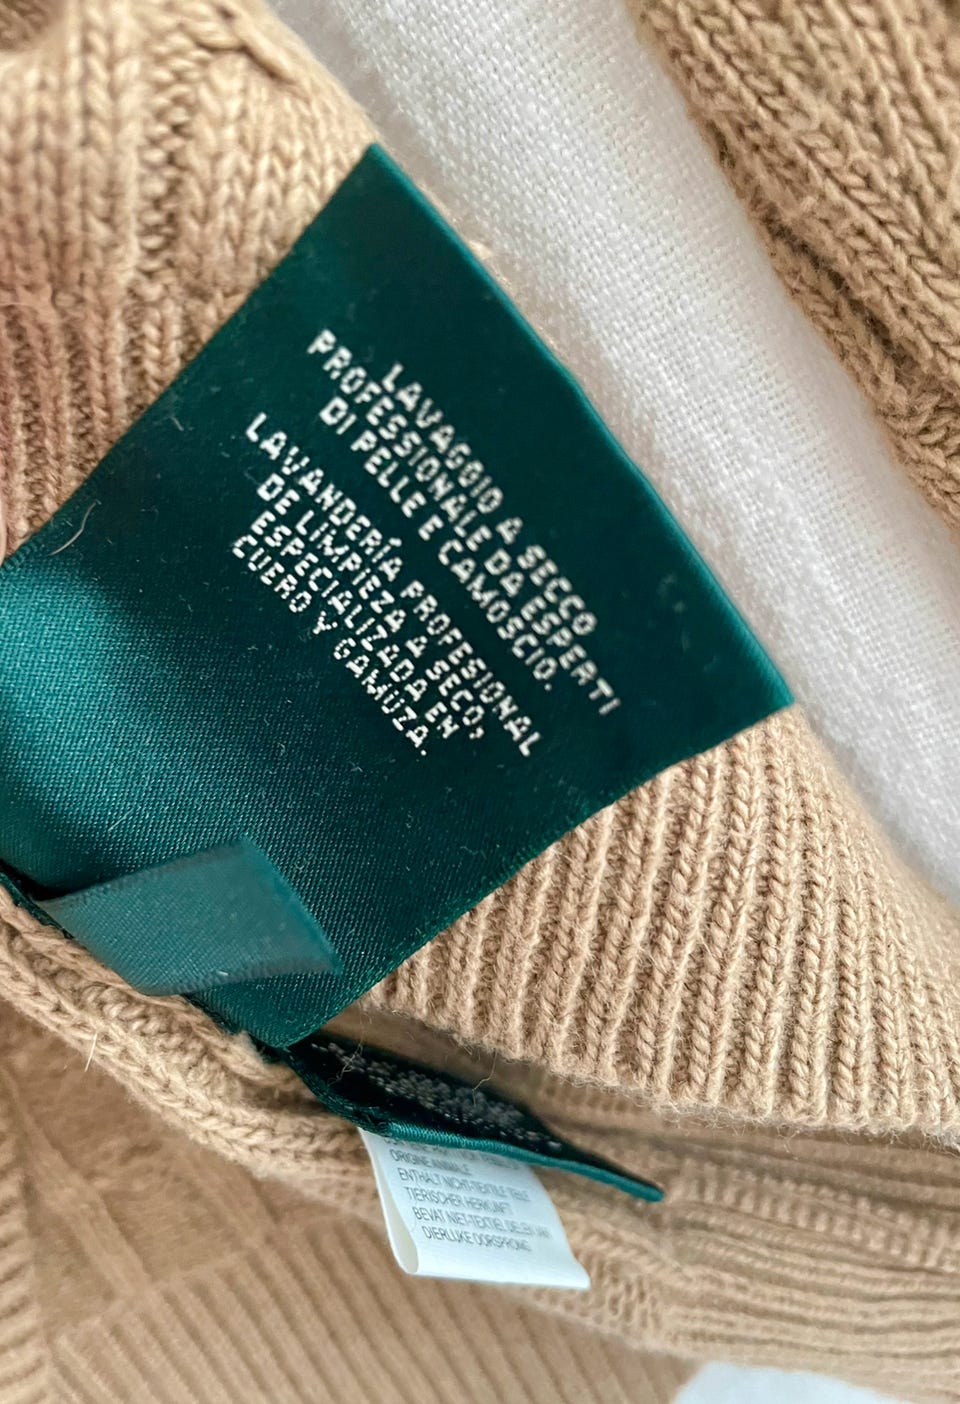 LAVAGGIO A SECCO
PROFESSIONALE DA ESPERTI
DI PELLE E CAMOSCIO.
LAVANDERÍA PROFESIONAL
DE LIMPIEZA A SECO,
ESPECIALIZADA EN
CUERO Y GAMUZA.
ORIGINE ANIMALE
ENTHÄLT NICHT-TEXTILE TEILE
TIERISCHER HERKUNFT
BEVAT NIET-TEXTIEL DELEN VAN
DIERLIJKE OORSPRONG